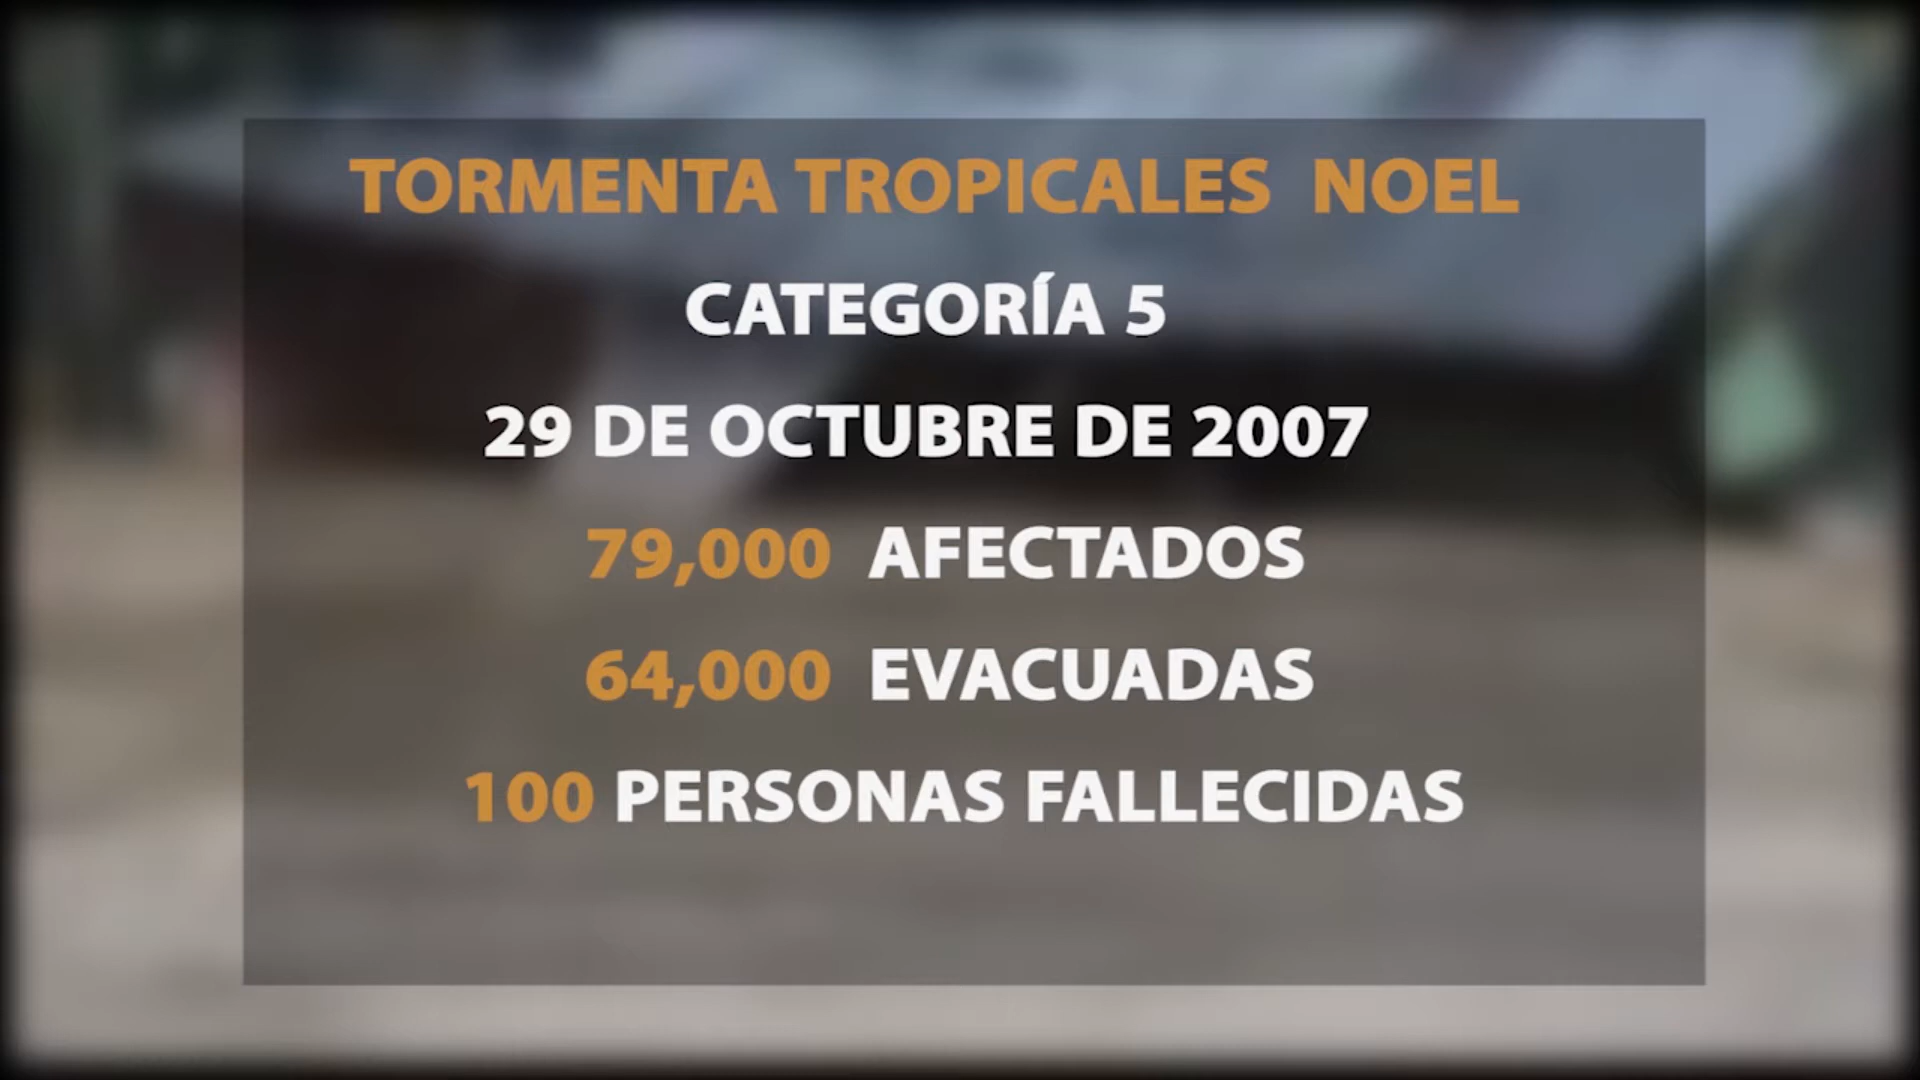 TORMENTA TROPICALES NOEL
CATEGORÍA 5
29 DE OCTUBRE DE 2007
79,000 AFECTADOS
64,000 EVACUADAS
100 PERSONAS FALLECIDAS